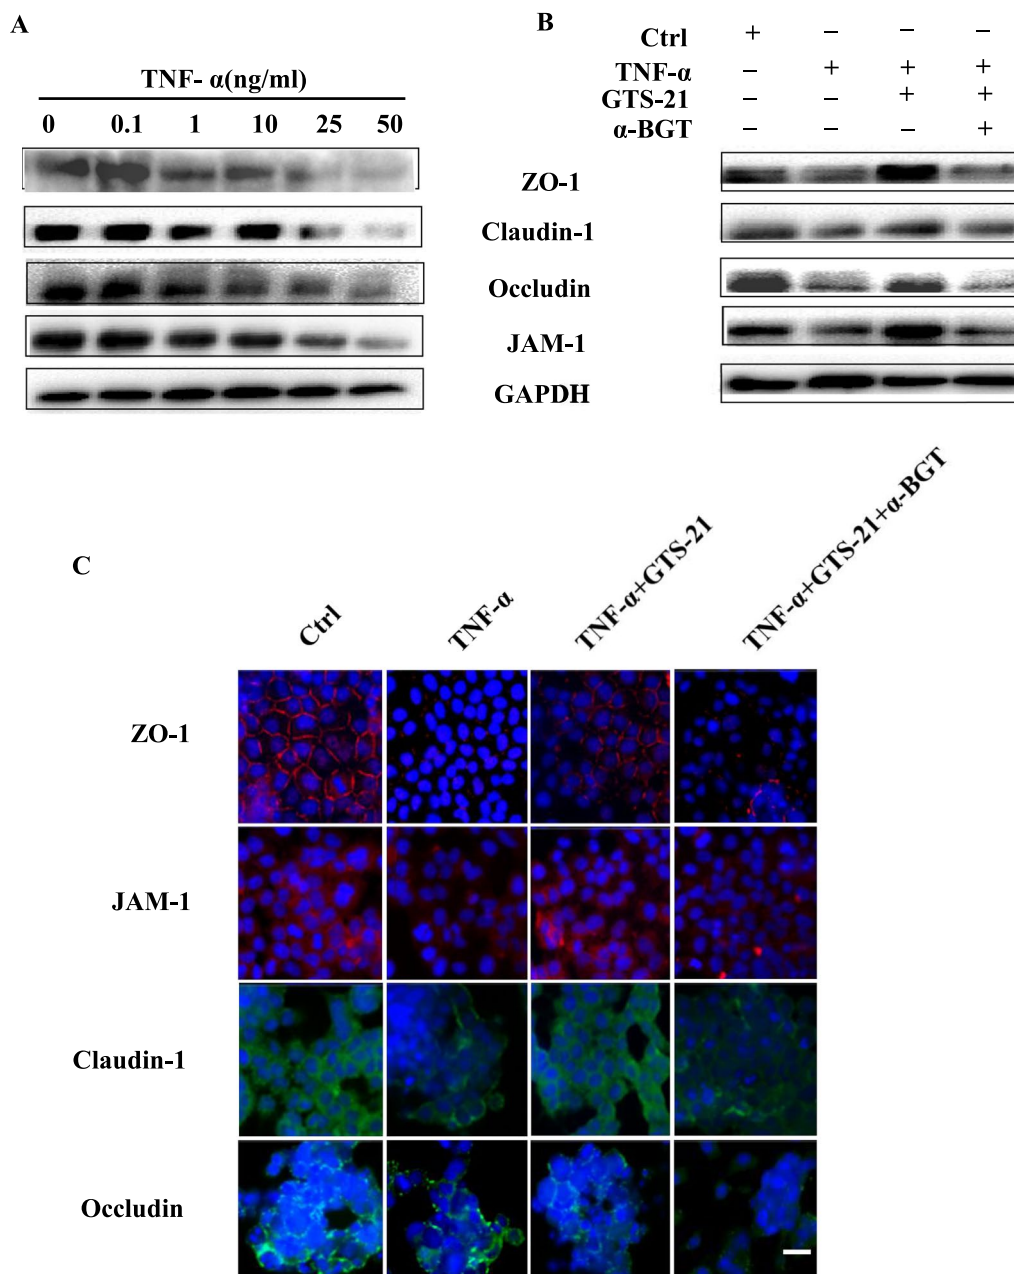 A
TNF- α(ng/ml)
0 0.1 1 10 25 50
B
Ctrl + − − −
TNF-α − + + +
GTS-21 − − + +
α-BGT − − − +
ZO-1
Claudin-1
Occludin
JAM-1
GAPDH
C
Ctrl
TNF-α
TNF-α+GTS-21
TNF-α+GTS-21+α-BGT
ZO-1
JAM-1
Claudin-1
Occludin